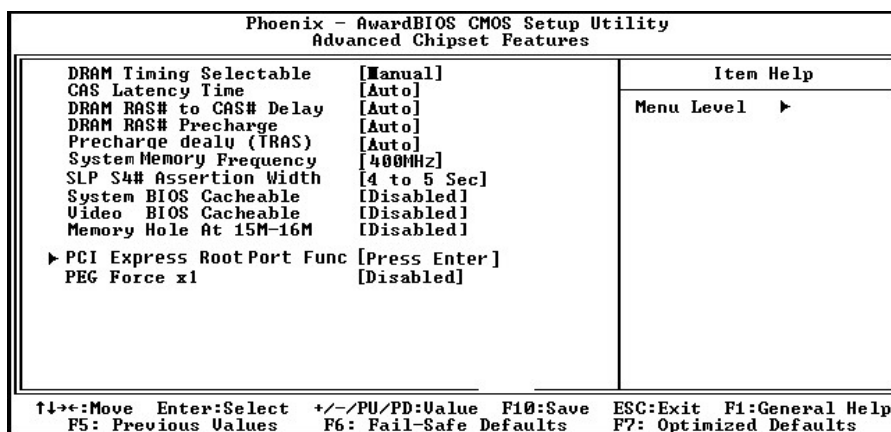 Phoenix - AwardBIOS CMOS Setup Utility
Advanced Chipset Features
DRAM Timing Selectable [Manual]
CAS Latency Time [Auto]
DRAM RAS# to CAS# Delay [Auto]
DRAM RAS# Precharge [Auto]
Precharge dealy (TRAS) [Auto]
System Memory Frequency [400MHz]
SLP S4# Assertion Width [4 to 5 Sec]
System BIOS Cacheable [Disabled]
Video BIOS Cacheable [Disabled]
Memory Hole At 15M-16M [Disabled]
▶ PCI Express Root Port Func [Press Enter]
PEG Force x1 [Disabled]
Item Help
Menu Level ▶
↑↓→←:Move Enter:Select +/-/PU/PD:Value F10:Save ESC:Exit F1:General Help
F5: Previous Values F6: Fail-Safe Defaults F7: Optimized Defaults